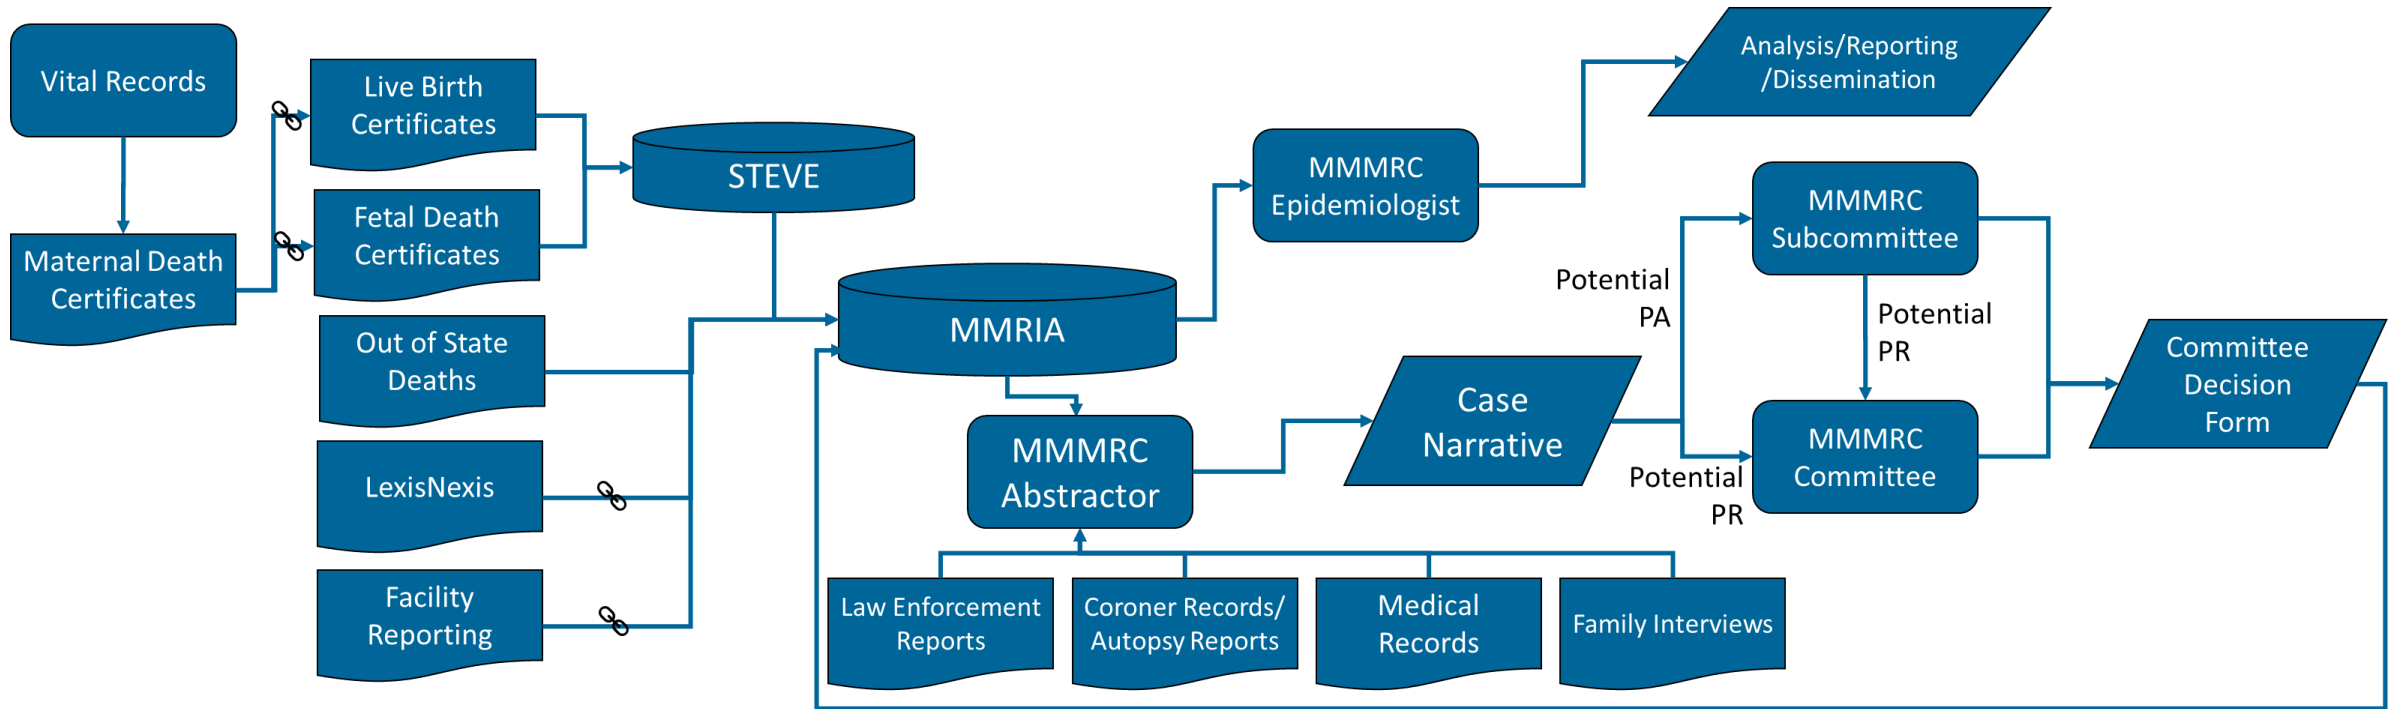 Vital Records
Maternal Death
Certificates
Live Birth
Certificates
Fetal Death
Certificates
Out of State
Deaths
LexisNexis
Facility
Reporting
STEVE
MMRIA
MMMRC
Epidemiologist
Analysis/Reporting
/Dissemination
MMMRC
Abstractor
Law Enforcement
Reports
Coroner Records/
Autopsy Reports
Medical
Records
Family Interviews
Case
Narrative
Potential
PA
Potential
PR
MMMRC
Subcommittee
Potential
PR
MMMRC
Committee
Committee
Decision
Form